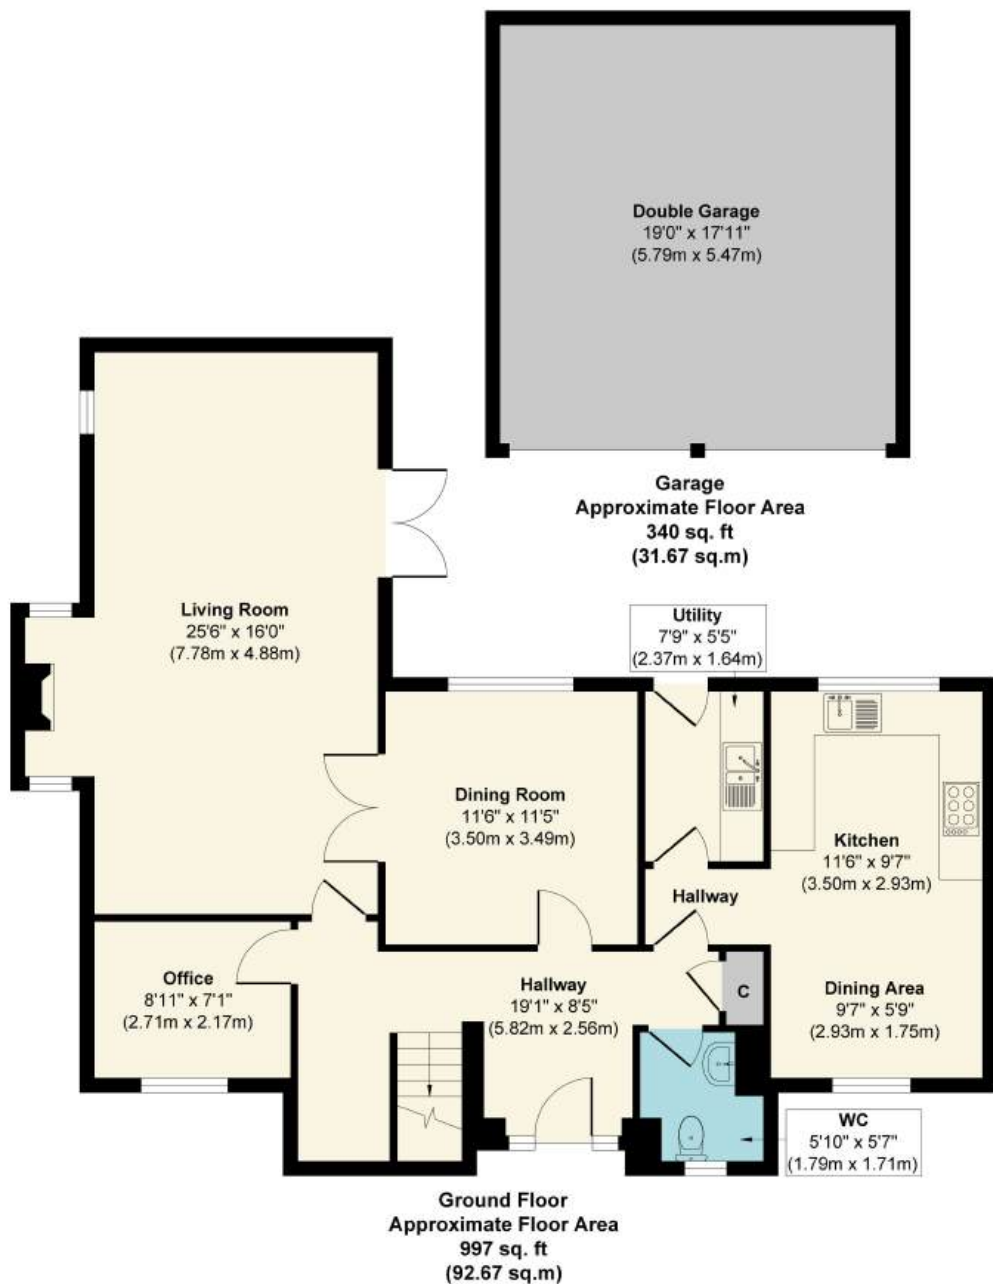 Double Garage
19'0" x 17'11"
(5.79m x 5.47m)
Garage
Approximate Floor Area
340 sq. ft
(31.67 sq.m)
Living Room
25'6" x 16'0"
(7.78m x 4.88m)
Utility
7'9" x 5'5"
(2.37m x 1.64m)
Dining Room
11'6" x 11'5"
(3.50m x 3.49m)
Kitchen
11'6" x 9'7"
(3.50m x 2.93m)
Hallway
Office
8'11" x 7'1"
(2.71m x 2.17m)
Hallway
19'1" x 8'5"
(5.82m x 2.56m)
C
Dining Area
9'7" x 5'9"
(2.93m x 1.75m)
WC
5'10" x 5'7"
(1.79m x 1.71m)
Ground Floor
Approximate Floor Area
997 sq. ft
(92.67 sq.m)